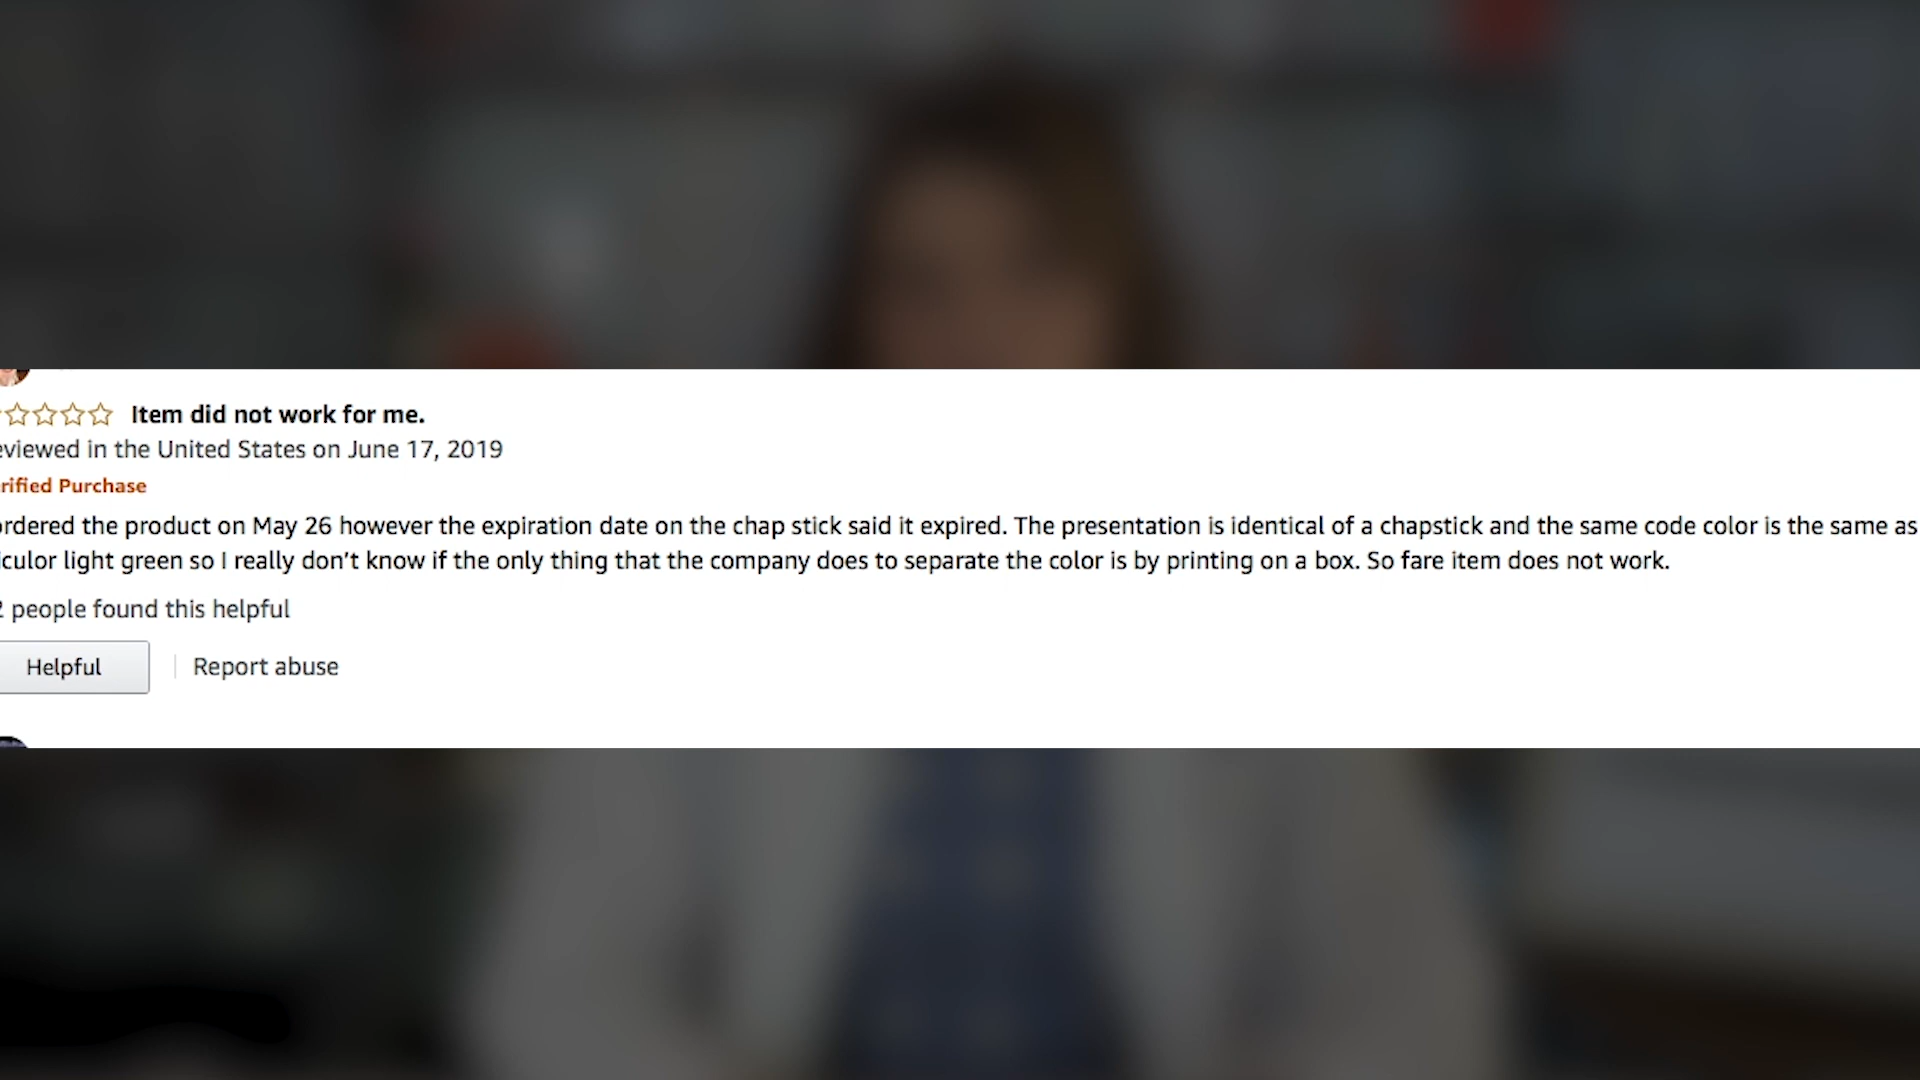 Item did not work for me.
eviewed in the United States on June 17, 2019
rified Purchase
ordered the product on May 26 however the expiration date on the chap stick said it expired. The presentation is identical of a chapstick and the same code color is the same as
culor light green so I really don't know if the only thing that the company does to separate the color is by printing on a box. So fare item does not work.
2 people found this helpful
Helpful
Report abuse